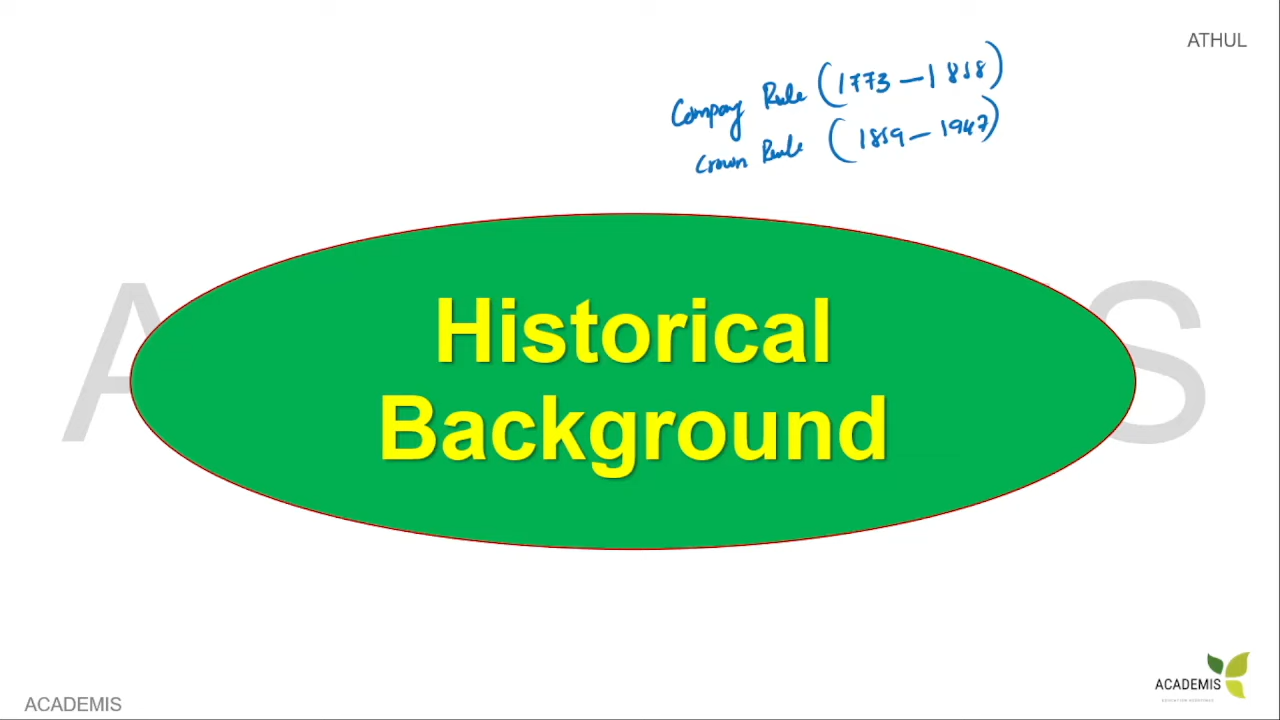 ATHUL
Company Rule (1773 – 1858)
Crown Rule (1859 – 1947)
Historical
Background
ACADEMIS
ACADEMIS